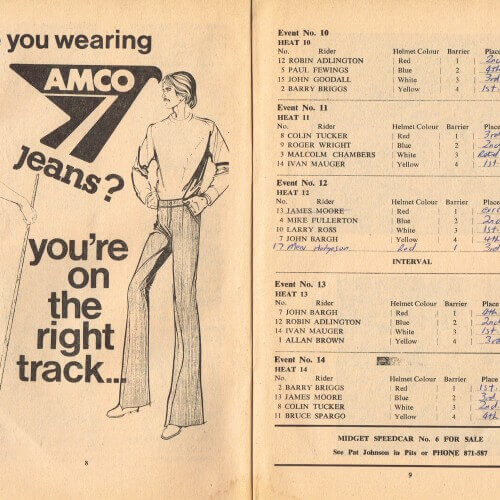 you wearing
AMCO
jeans?
you're
on
the
right
track...
8
Event No. 10
HEAT 10
No. Rider Helmet Colour Barrier Place
12 ROBIN ADLINGTON Red 1 2nd
5 PAUL FEWINGS Blue 2 4th
15 JOHN GOODALL White 3 3rd
2 BARRY BRIGGS Yellow 4 1st
Event No. 11
HEAT 11
No. Rider Helmet Colour Barrier Place
8 COLIN TUCKER Red 1 3rd
9 ROGER WRIGHT Blue 2 2nd
3 MALCOLM CHAMBERS White 3
14 IVAN MAUGER Yellow 4 1st
Event No. 12
HEAT 12
No. Rider Helmet Colour Barrier Place
13 JAMES MOORE Red 1
4 MIKE FULLERTON Blue 2 2nd
10 LARRY ROSS White 3 1st
7 JOHN BARGH Yellow 4 4th
17 Red 1 3rd
INTERVAL
Event No. 13
HEAT 13
No. Rider Helmet Colour Barrier Place
7 JOHN BARGH Red 1 4th
12 ROBIN ADLINGTON Blue 2 2nd
14 IVAN MAUGER White 3 1st
1 ALLAN BROWN Yellow 4 3rd
Event No. 14
HEAT 14
No. Rider Helmet Colour Barrier Place
2 BARRY BRIGGS Red 1 1st
13 JAMES MOORE Blue 2 3rd
8 COLIN TUCKER White 3 2nd
11 BRUCE SPARGO Yellow 4 4th
MIDGET SPEEDCAR No. 6 FOR SALE
See Pat Johnson in Pits or PHONE 871-587
9